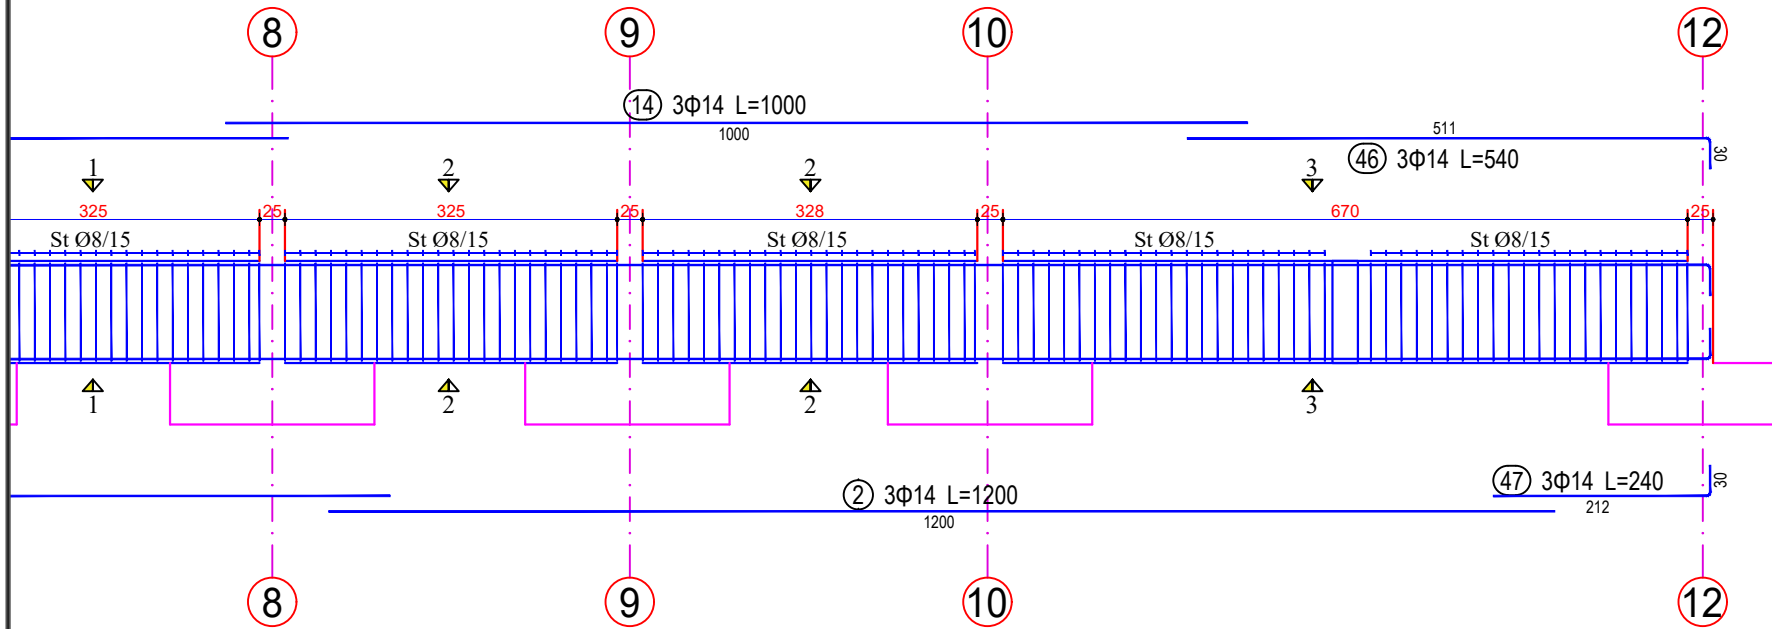 8 9 10 12
14 3Φ14 L=1000
1000
511
46 3Φ14 L=540
30
1 2 2 3
325 25 325 25 328 25 670 25
St Ø8/15 St Ø8/15 St Ø8/15 St Ø8/15 St Ø8/15
1 2 2 3
2 3Φ14 L=1200
1200
47 3Φ14 L=240
212
30
8 9 10 12